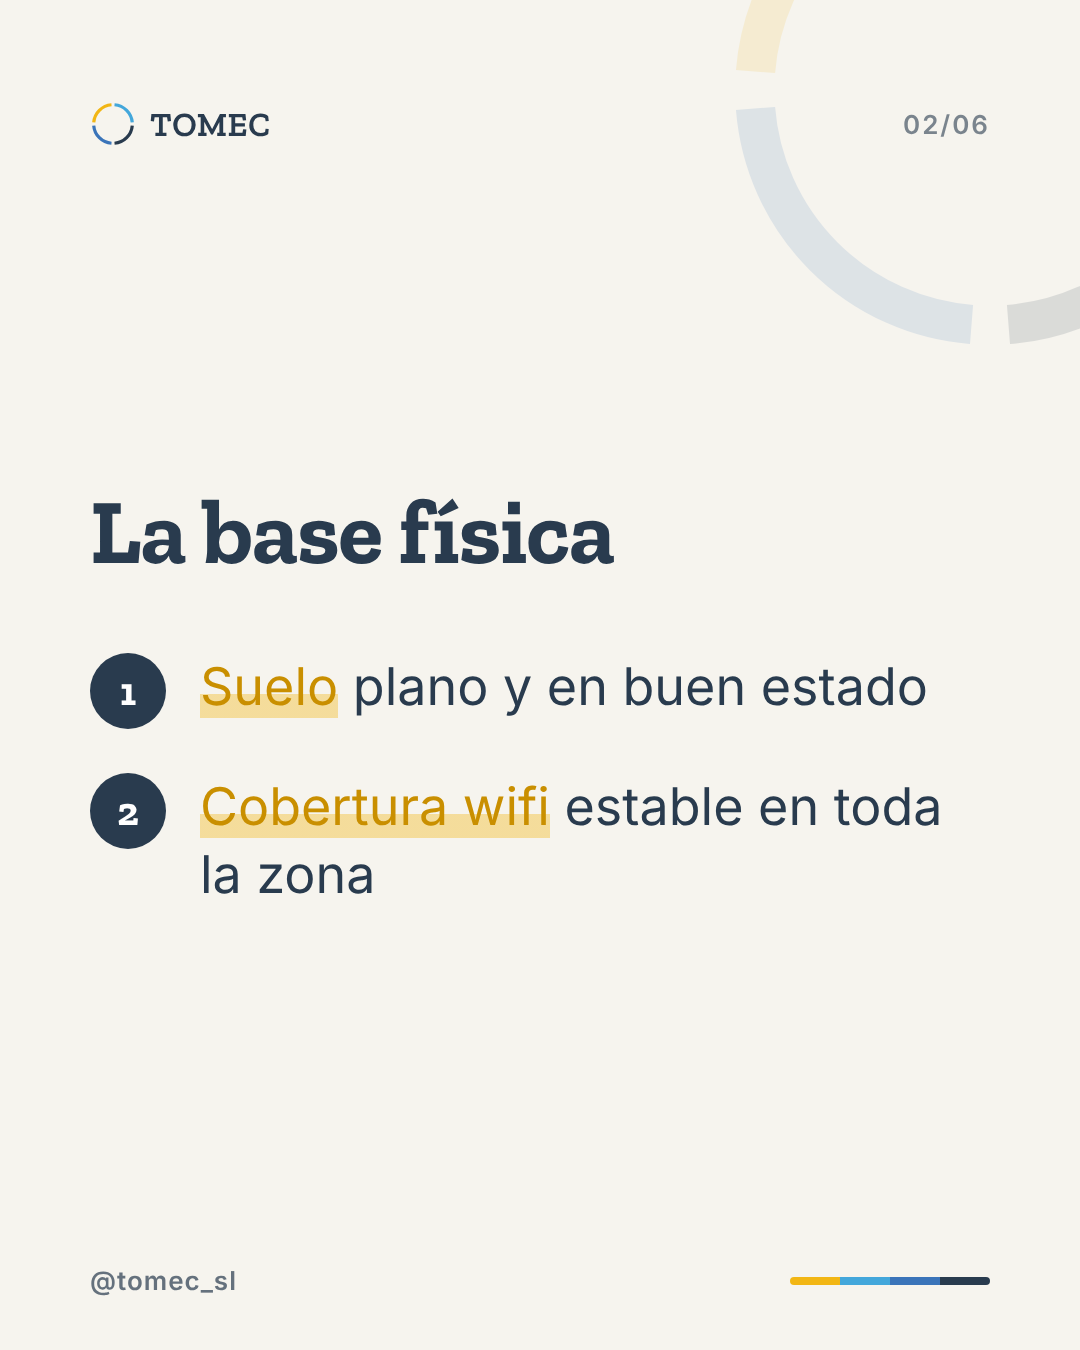 TOMEC
02/06
La base física
1 Suelo plano y en buen estado
2 Cobertura wifi estable en toda
la zona
@tomec_sl